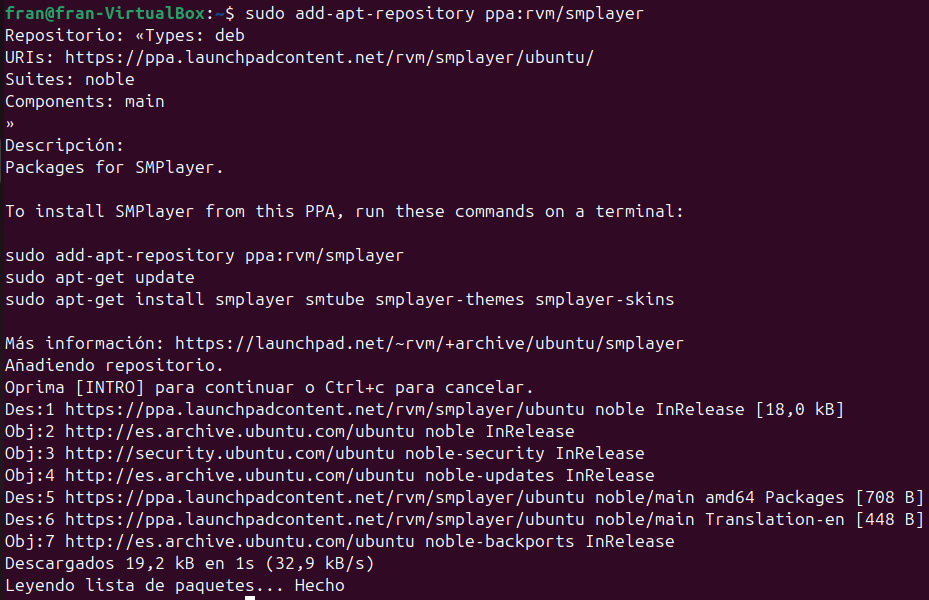 fran@fran-VirtualBox:~$ sudo add-apt-repository ppa:rvm/smplayer
Repositorio: «Types: deb
URIs: https://ppa.launchpadcontent.net/rvm/smplayer/ubuntu/
Suites: noble
Components: main
»
Descripción:
Packages for SMPlayer.

To install SMPlayer from this PPA, run these commands on a terminal:

sudo add-apt-repository ppa:rvm/smplayer
sudo apt-get update
sudo apt-get install smplayer smtube smplayer-themes smplayer-skins

Más información: https://launchpad.net/~rvm/+archive/ubuntu/smplayer
Añadiendo repositorio.
Oprima [INTRO] para continuar o Ctrl+c para cancelar.
Des:1 https://ppa.launchpadcontent.net/rvm/smplayer/ubuntu noble InRelease [18,0 kB]
Obj:2 http://es.archive.ubuntu.com/ubuntu noble InRelease
Obj:3 http://security.ubuntu.com/ubuntu noble-security InRelease
Obj:4 http://es.archive.ubuntu.com/ubuntu noble-updates InRelease
Des:5 https://ppa.launchpadcontent.net/rvm/smplayer/ubuntu noble/main amd64 Packages [708 B]
Des:6 https://ppa.launchpadcontent.net/rvm/smplayer/ubuntu noble/main Translation-en [448 B]
Obj:7 http://es.archive.ubuntu.com/ubuntu noble-backports InRelease
Descargados 19,2 kB en 1s (32,9 kB/s)
Leyendo lista de paquetes... Hecho